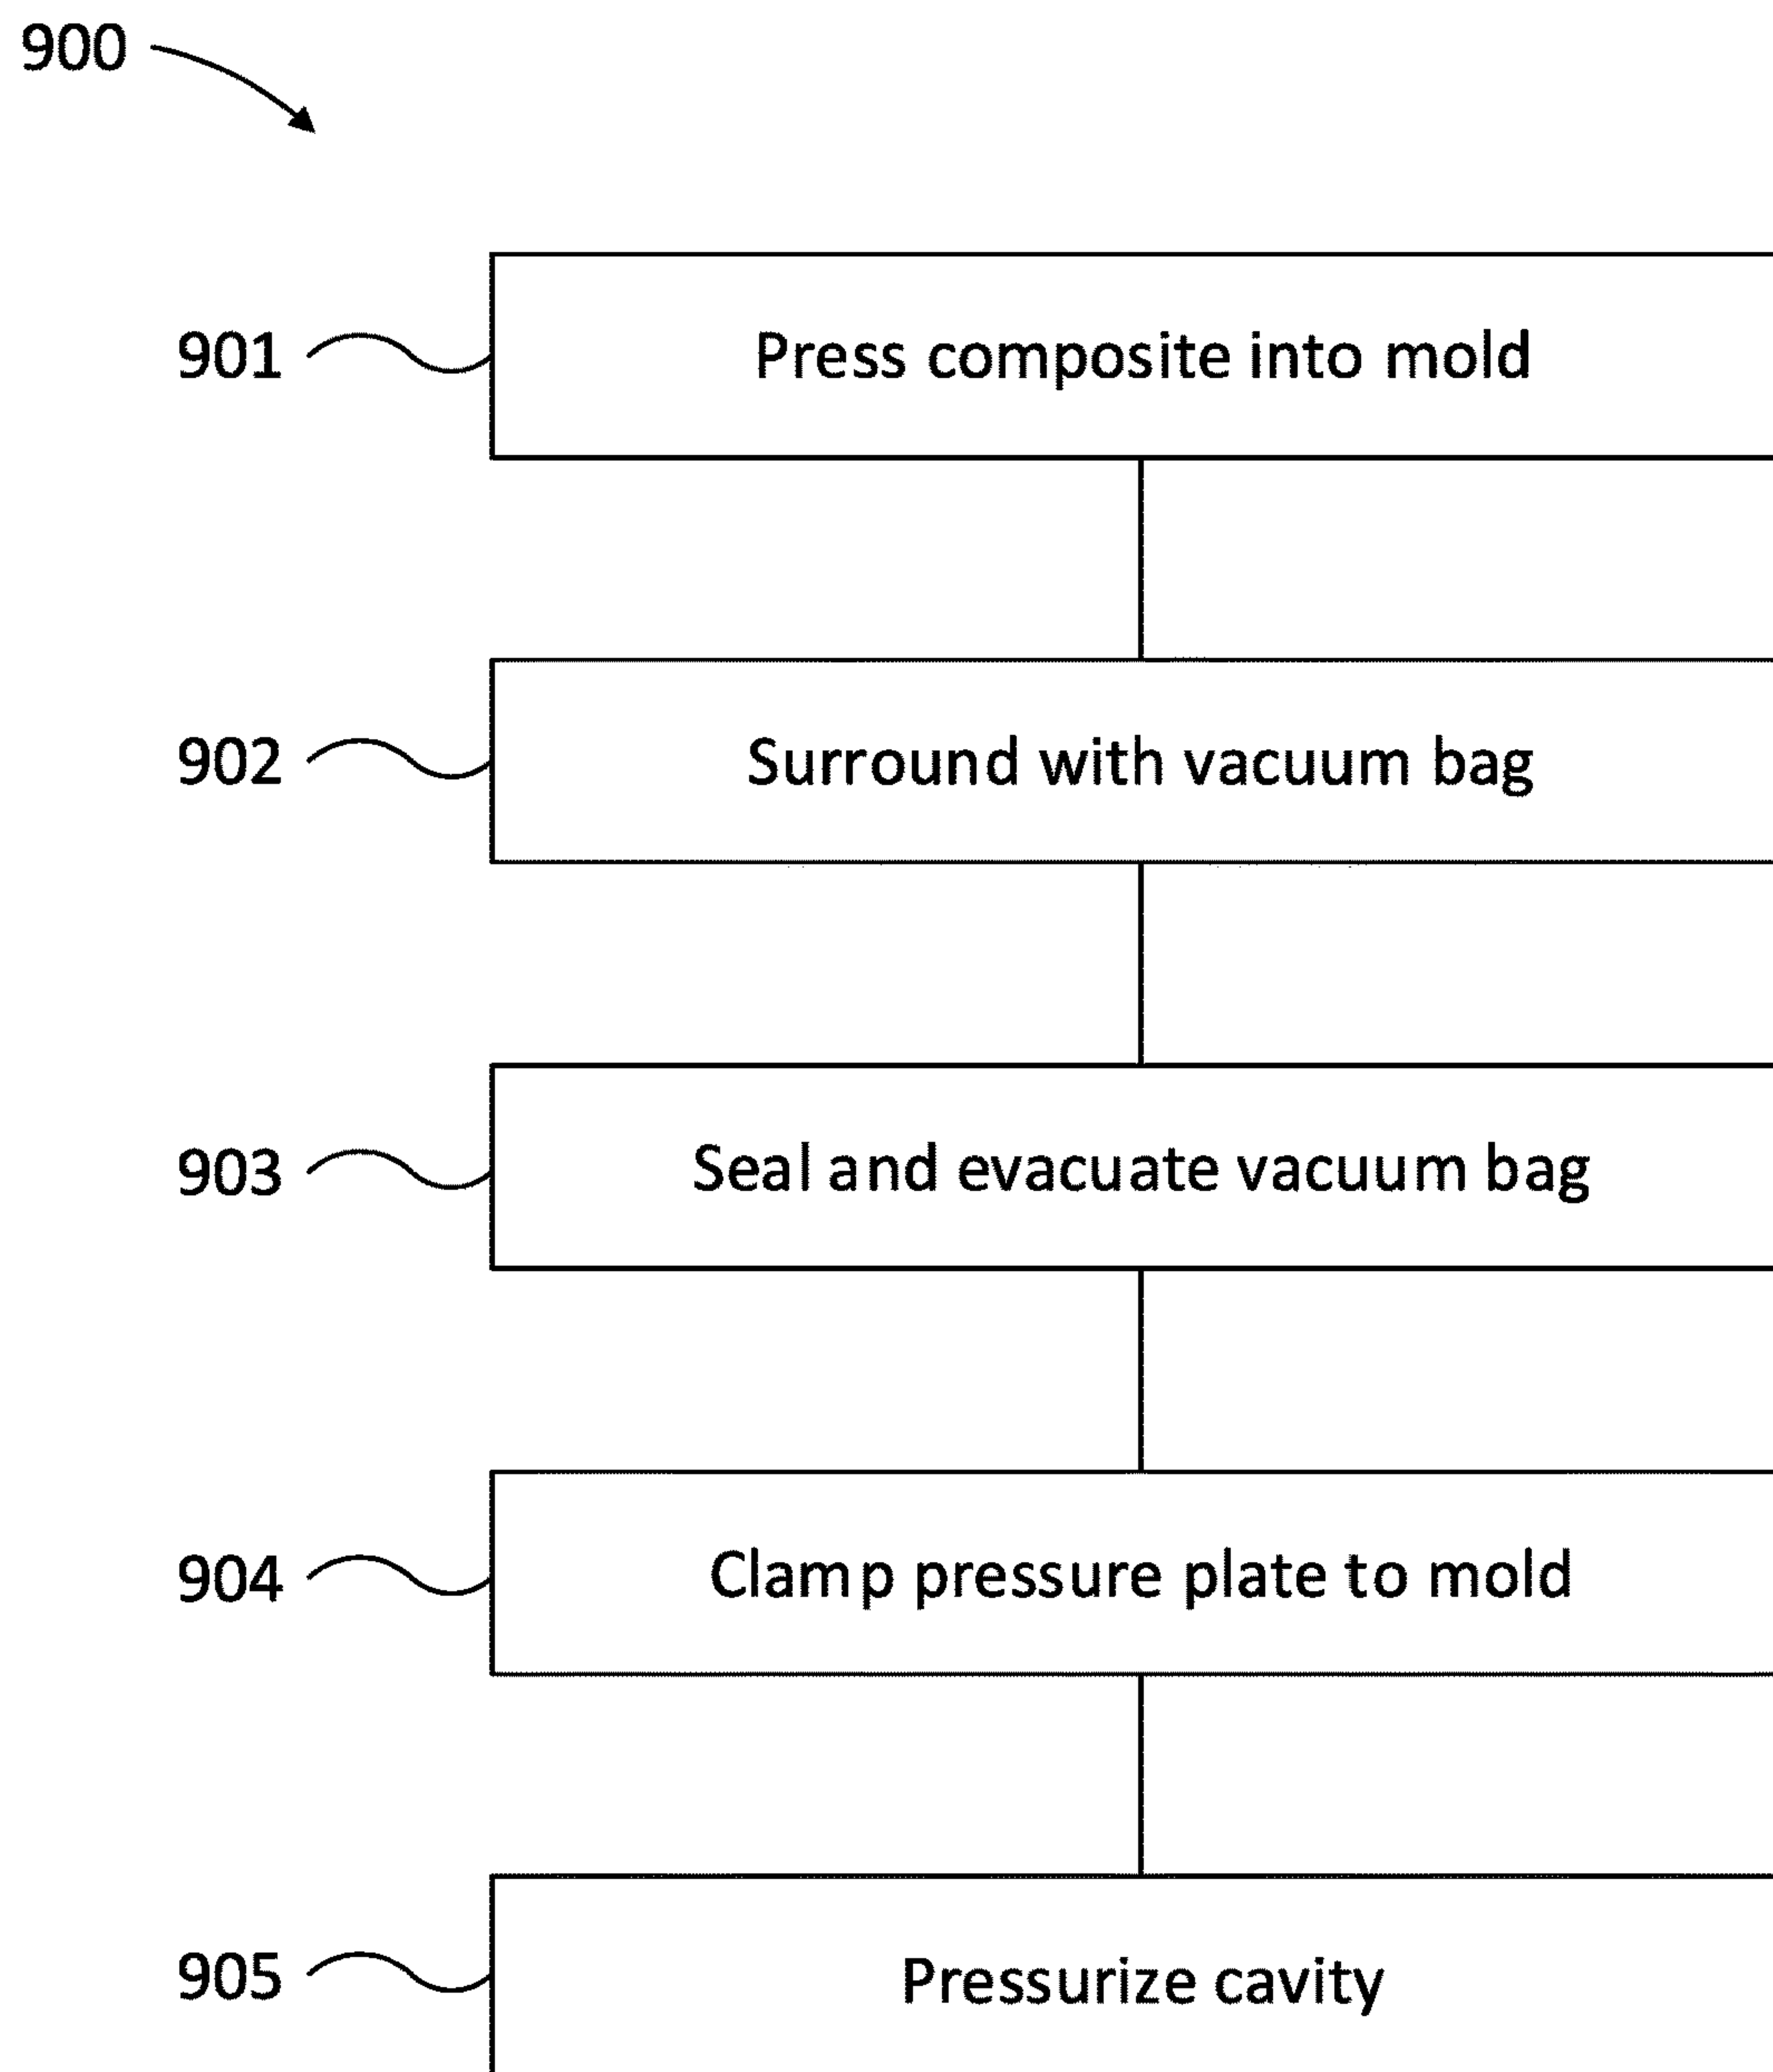 900
901 Press composite into mold
902 Surround with vacuum bag
903 Seal and evacuate vacuum bag
904 Clamp pressure plate to mold
905 Pressurize cavity